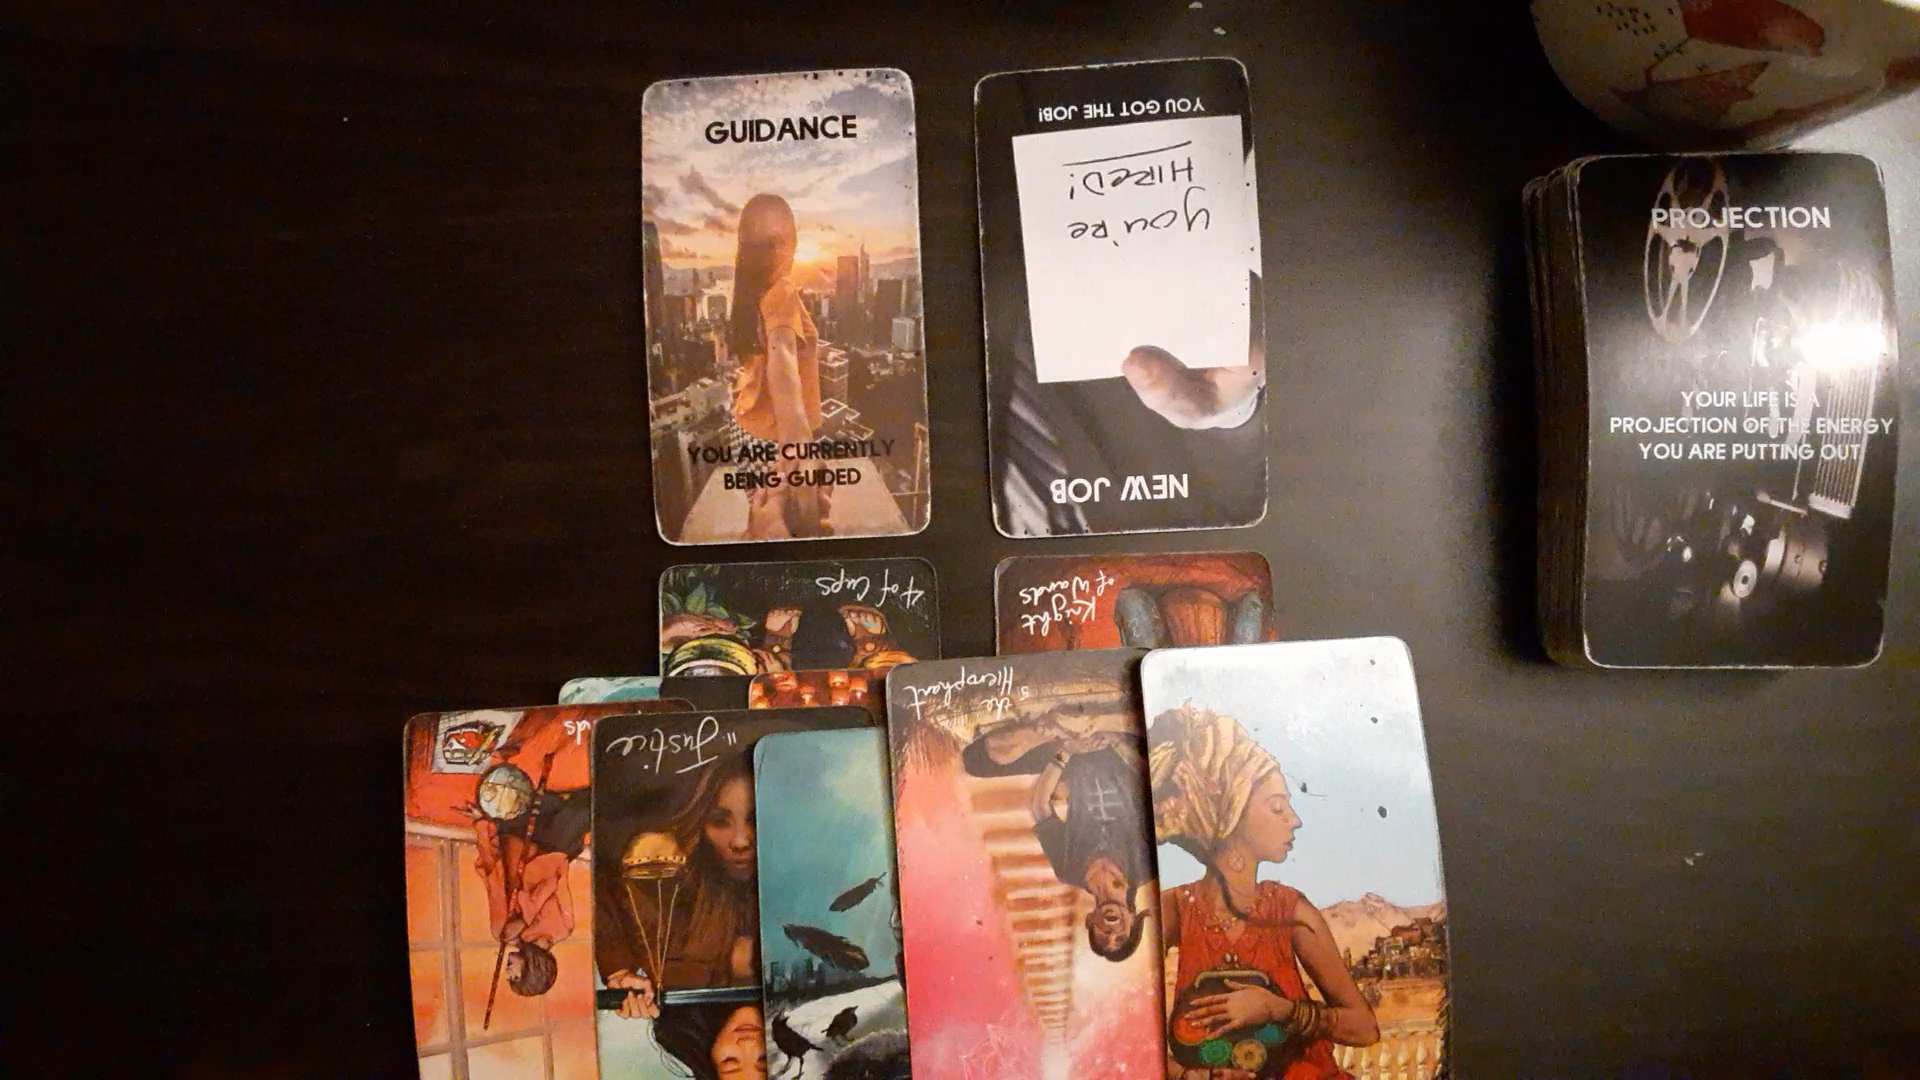 GUIDANCE
YOU ARE CURRENTLY
BEING GUIDED
NEW JOB
you're
HIRED!
YOU GOT THE JOB!
PROJECTION
YOUR LIFE IS A
PROJECTION OF THE ENERGY
YOU ARE PUTTING OUT
4 of Cups
Knight
of Wands
11. Justice
5.
the
Hierophant